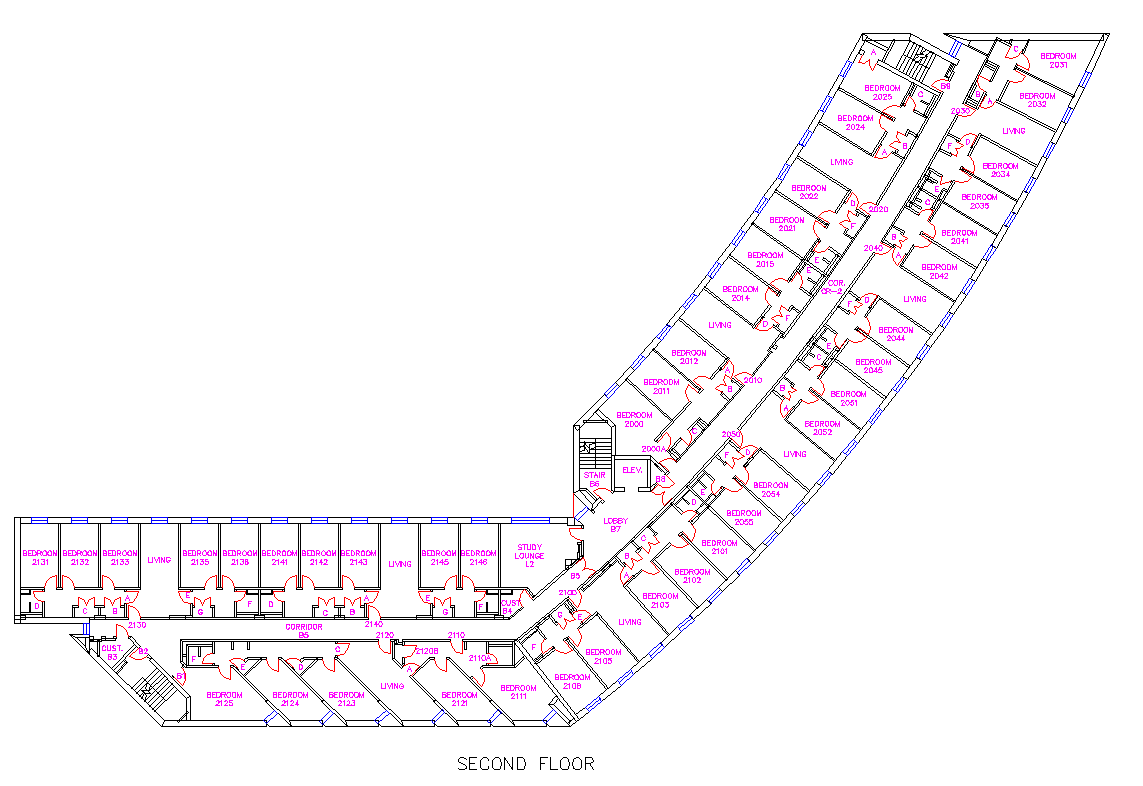 A
C
BEDROOM
2031
BEDROOM
2025
B9
C
B
A
BEDROOM
2032
2030
BEDROOM
2024
LIVING
B
A
F
D
LIVING
BEDROOM
2034
BEDROOM
2022
E
D
2020
C
BEDROOM
2035
BEDROOM
2021
F
B
BEDROOM
2041
2040
A
BEDROOM
2015
E
E
BEDROOM
2042
COR.
CR-2
BEDROOM
2014
F
D
LIVING
F
D
LIVING
BEDROOM
2044
E
C
BEDROOM
2012
BEDROOM
2045
A
2010
B
BEDROOM
2011
B
A
BEDROOM
2051
BEDROOM
2000
C
BEDROOM
2052
2050
2000A
F
D
LIVING
STAIR
B6
ELEV.
B8
E
D
BEDROOM
2054
LOBBY
B7
BEDROOM
2055
C
B
A
BEDROOM
2101
BEDROOM
2131
BEDROOM
2132
BEDROOM
2133
LIVING
BEDROOM
2135
BEDROOM
2136
BEDROOM
2141
BEDROOM
2142
BEDROOM
2143
LIVING
BEDROOM
2145
BEDROOM
2146
STUDY
LOUNGE
L2
B5
BEDROOM
2102
2100
BEDROOM
2103
D
C
B
A
E
G
F
D
C
B
A
E
G
F
CUST.
B4
G
E
LIVING
2130
CORRIDOR
B5
2140
2120
2110
F
BEDROOM
2105
CUST.
B3
B2
F
E
D
C
2120B
A
2110A
BEDROOM
2106
B1
BEDROOM
2125
BEDROOM
2124
BEDROOM
2123
LIVING
BEDROOM
2121
BEDROOM
2111
SECOND FLOOR